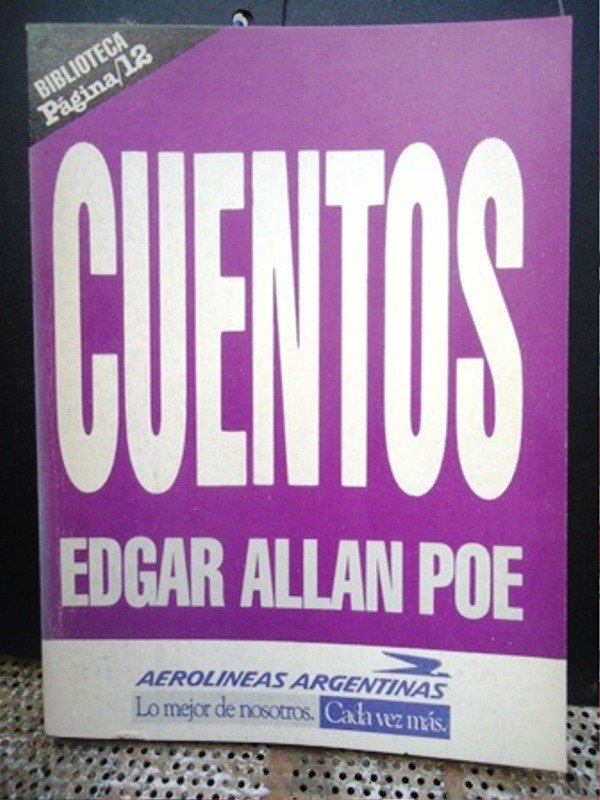 BIBLIOTECA
Página/12
CUENTOS
EDGAR ALLAN POE
AEROLINEAS ARGENTINAS
Lo mejor de nosotros. Cada vez más.